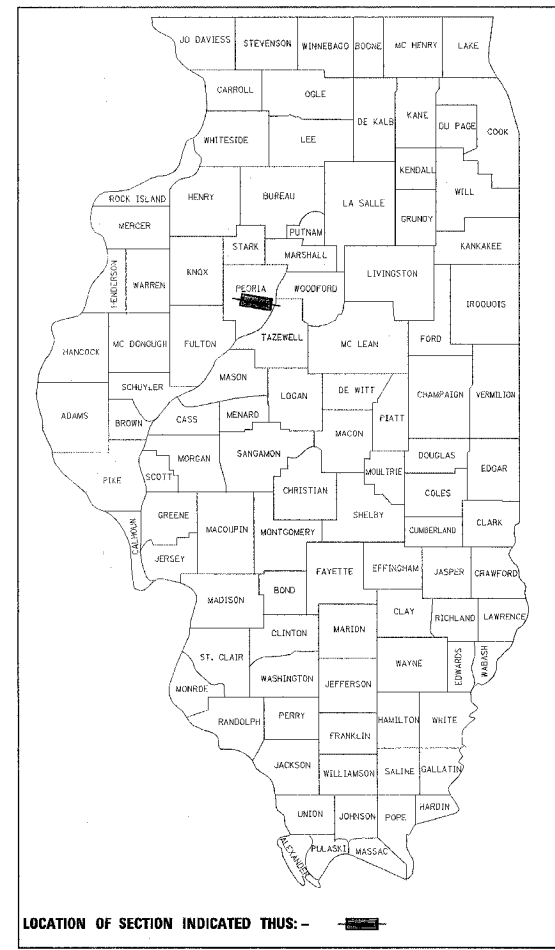 JO DAVIESS STEVENSON WINNEBAGO BOONE MC HENRY LAKE
CARROLL OGLE
DE KALB KANE DU PAGE COOK
WHITESIDE LEE
KENDALL
ROCK ISLAND HENRY BUREAU LA SALLE WILL
GRUNDY
MERCER PUTNAM
STARK MARSHALL KANKAKEE
HENDERSON WARREN KNOX PEORIA WOODFORD LIVINGSTON
IROQUOIS
HANCOCK MC DONOUGH FULTON TAZEWELL MC LEAN FORD
MASON
SCHUYLER LOGAN DE WITT CHAMPAIGN VERMILION
ADAMS BROWN CASS MENARD PIATT
MACON
MORGAN SANGAMON DOUGLAS
PIKE SCOTT CHRISTIAN MOULTRIE EDGAR
COLES
GREENE SHELBY
CALHOUN MACOUPIN MONTGOMERY CUMBERLAND CLARK
JERSEY
FAYETTE EFFINGHAM JASPER CRAWFORD
MADISON BOND
CLAY RICHLAND LAWRENCE
CLINTON MARION
ST. CLAIR WAYNE EDWARDS WABASH
WASHINGTON JEFFERSON
MONROE
RANDOLPH PERRY HAMILTON WHITE
FRANKLIN
JACKSON WILLIAMSON SALINE GALLATIN
HARDIN
UNION JOHNSON POPE
ALEXANDER PULASKI MASSAC
LOCATION OF SECTION INDICATED THUS: -